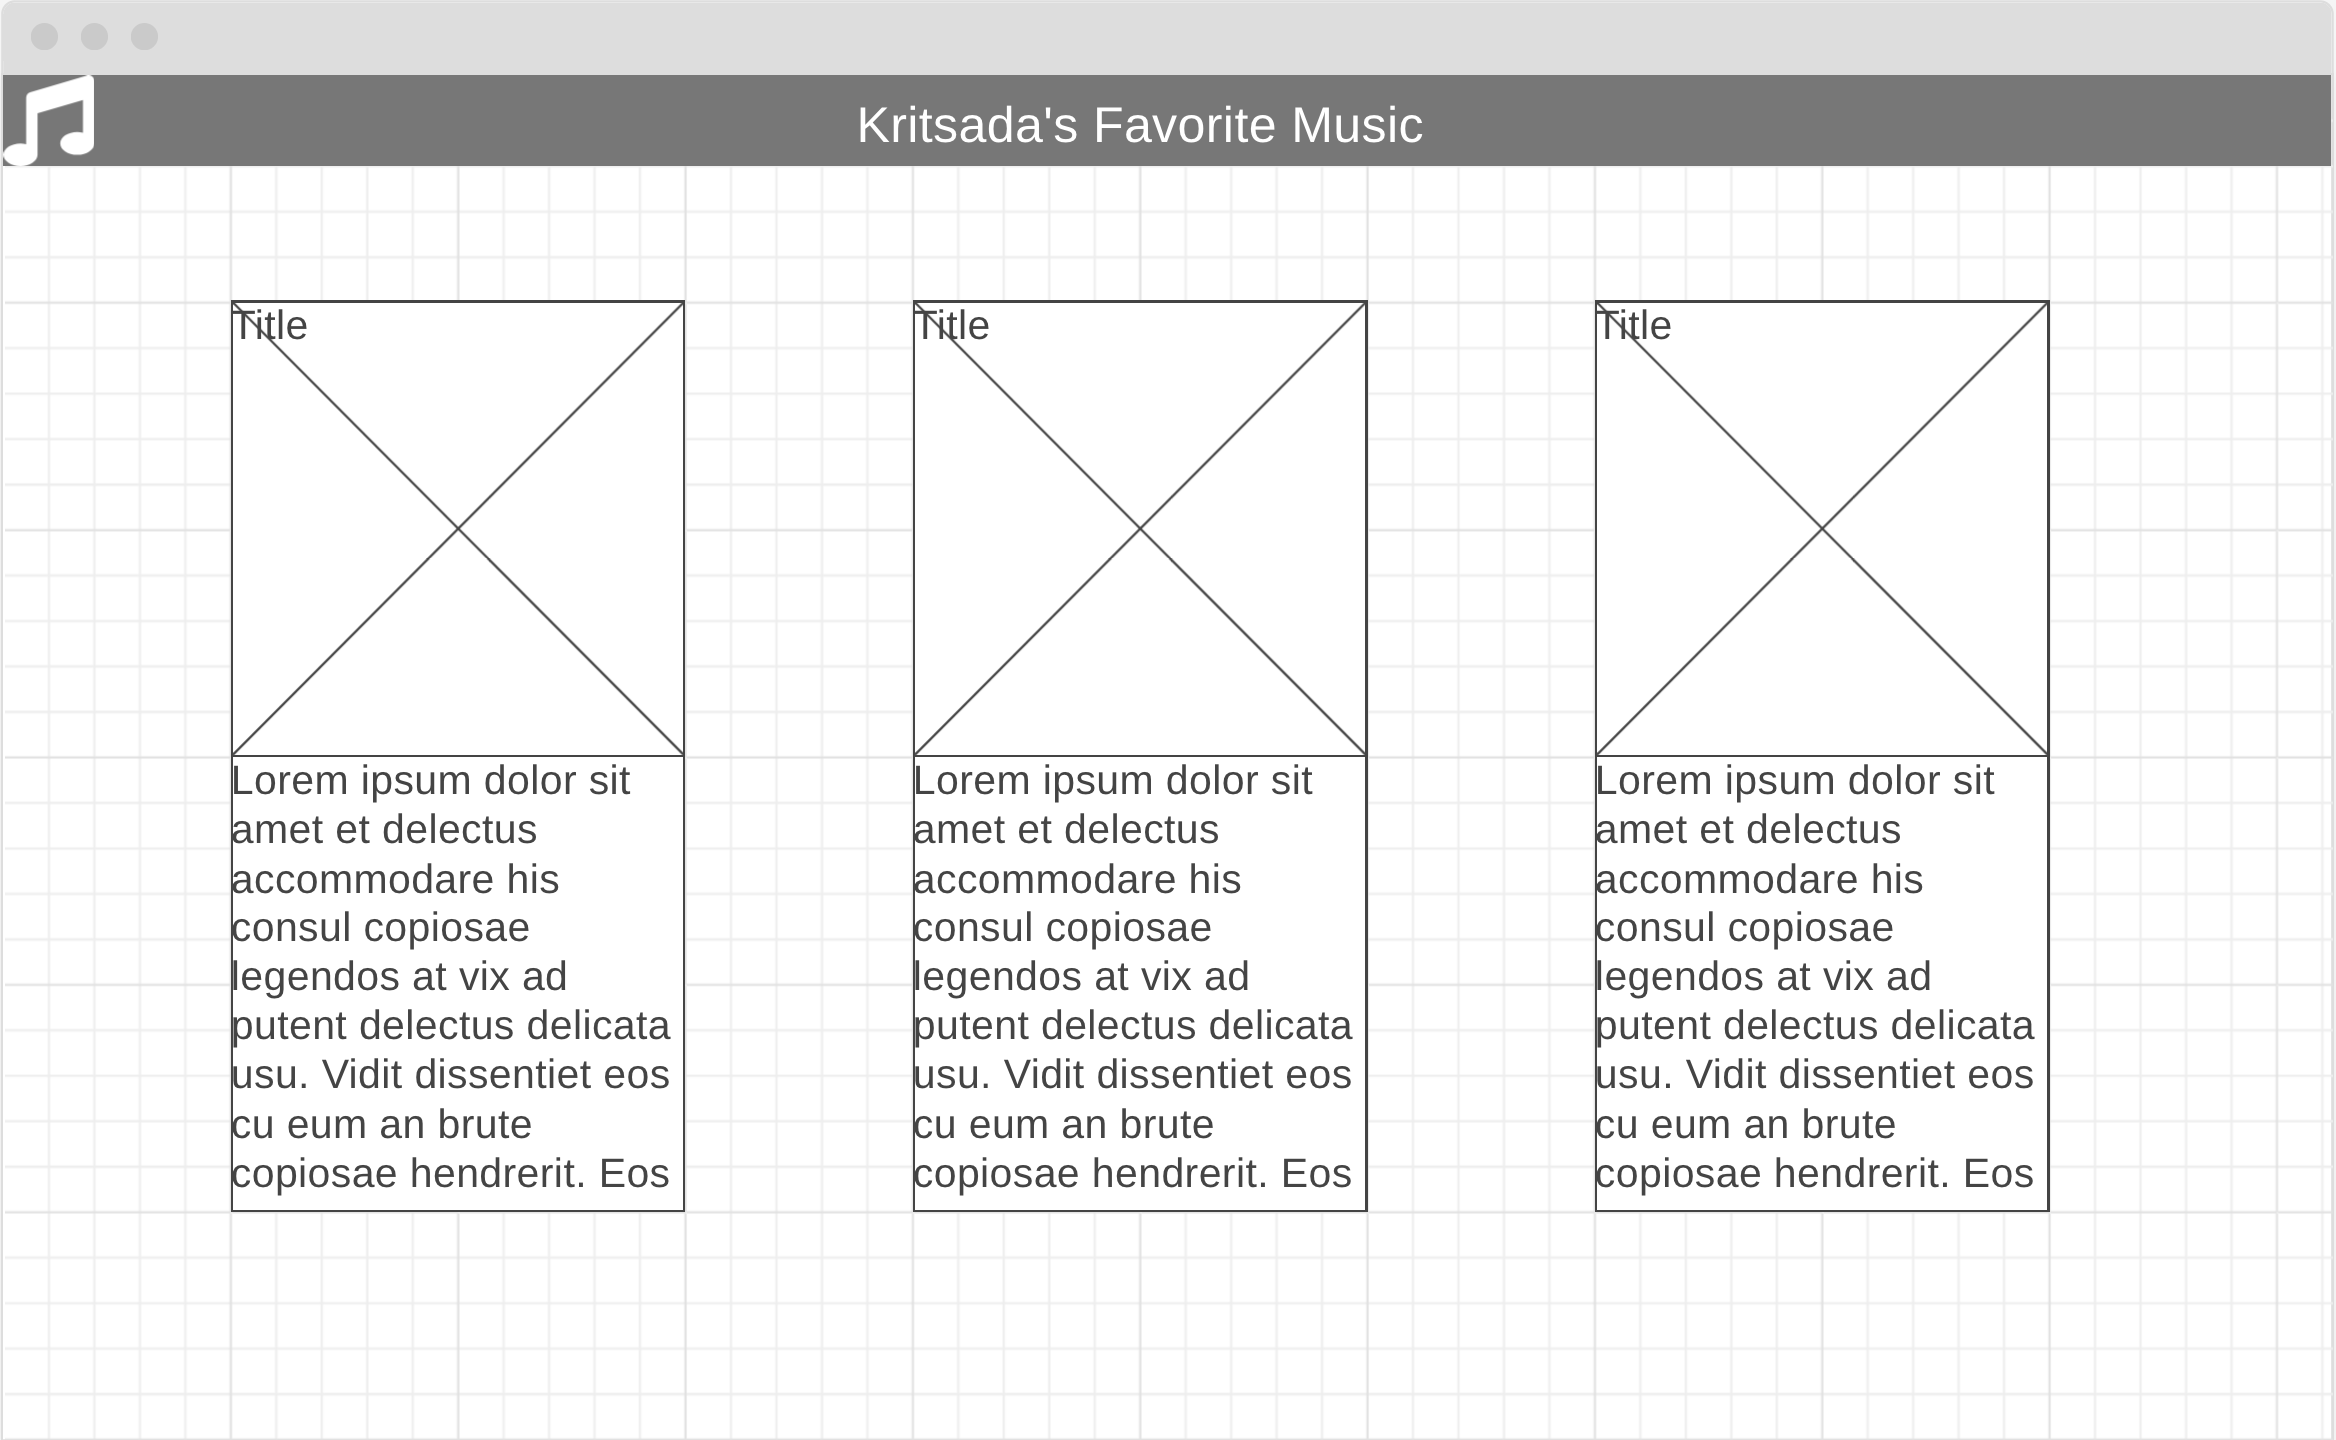 Kritsada's Favorite Music
Title
Lorem ipsum dolor sit
amet et delectus
accommodare his
consul copiosae
legendos at vix ad
putent delectus delicata
usu. Vidit dissentiet eos
cu eum an brute
copiosae hendrerit. Eos
Title
Lorem ipsum dolor sit
amet et delectus
accommodare his
consul copiosae
legendos at vix ad
putent delectus delicata
usu. Vidit dissentiet eos
cu eum an brute
copiosae hendrerit. Eos
Title
Lorem ipsum dolor sit
amet et delectus
accommodare his
consul copiosae
legendos at vix ad
putent delectus delicata
usu. Vidit dissentiet eos
cu eum an brute
copiosae hendrerit. Eos